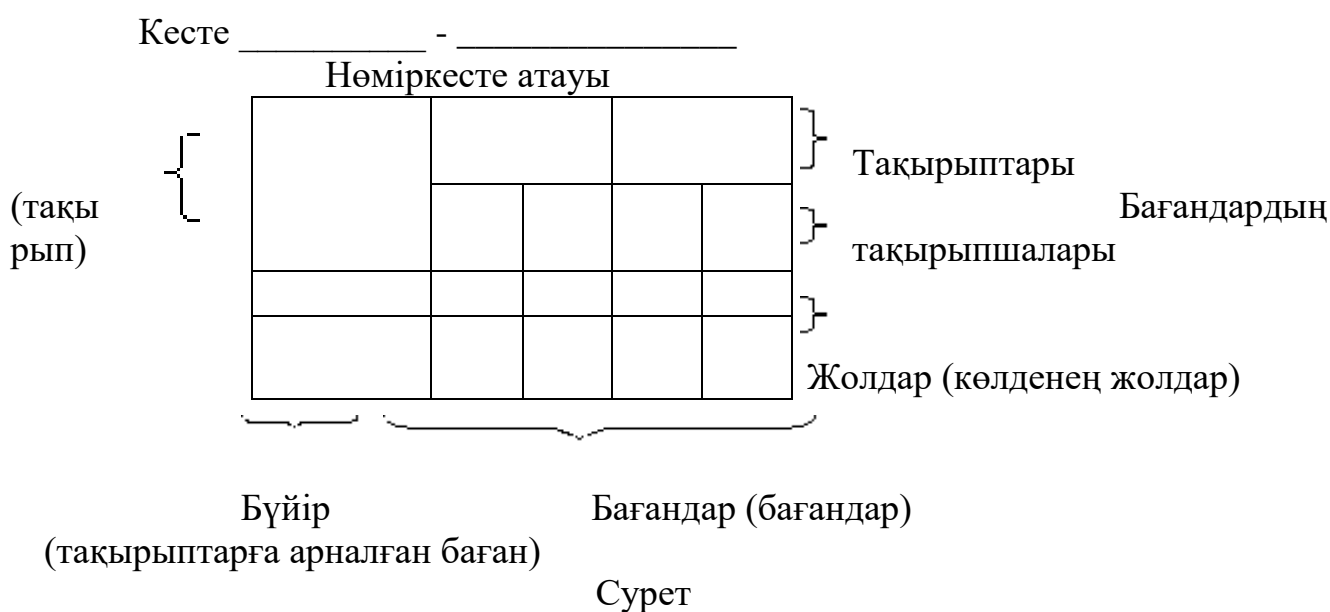 Кесте __________ - _______________
Нөміркесте атауы
Тақырыптары
(тақы
рып)
Бағандардың
тақырыпшалары
Жолдар (көлденең жолдар)
Бүйір
Бағандар (бағандар)
(тақырыптарға арналған баған)
Сурет